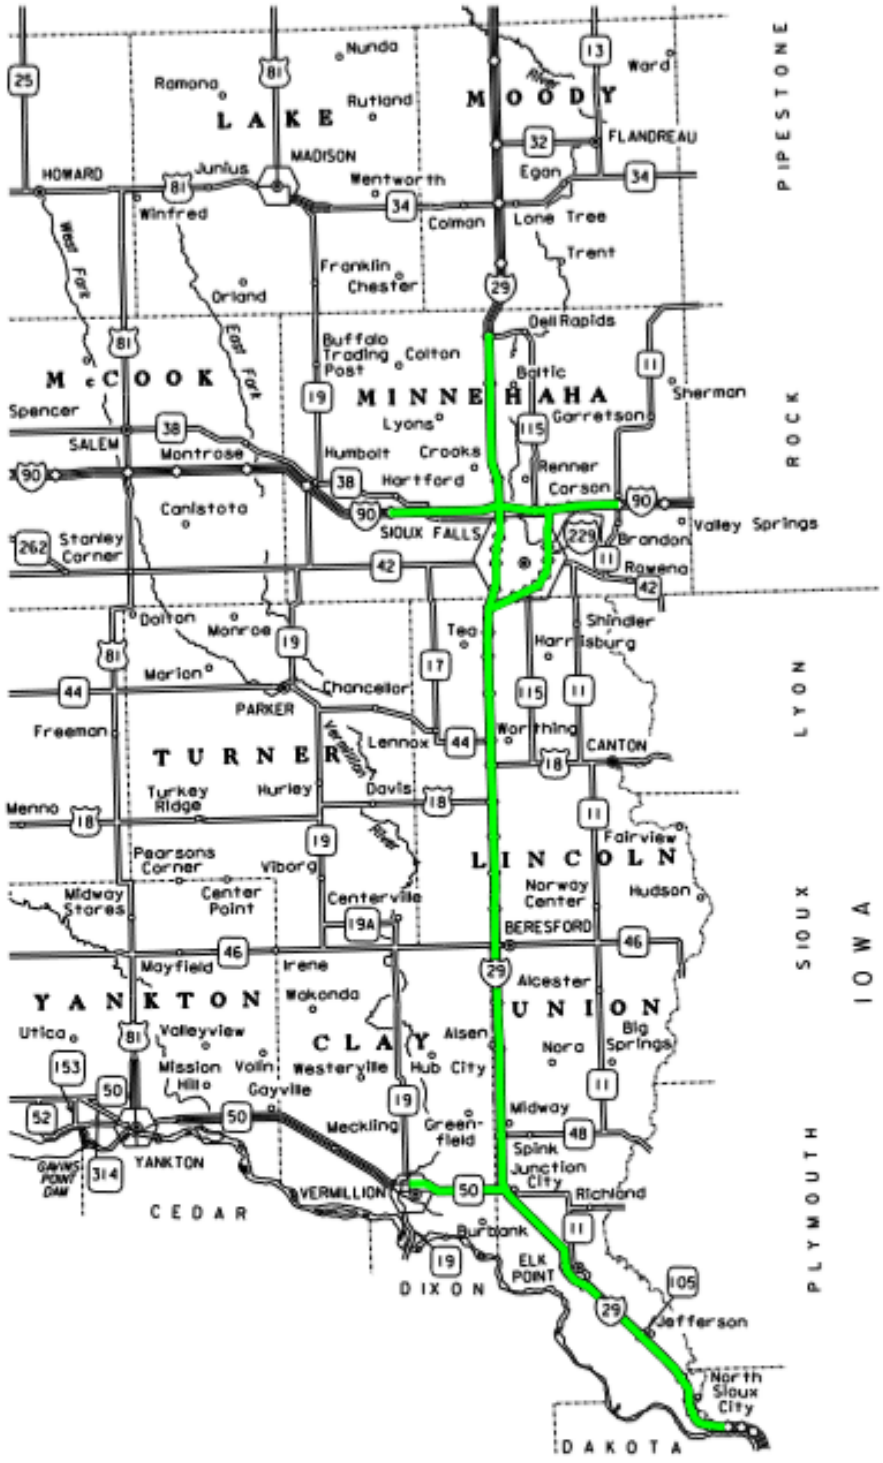 25
81
Nunda
13
Ward
PIPESTONE
Ramona
Rutland
LAKE
River
MOODY
32
FLANDREAU
HOWARD
Junius
MADISON
Egan
34
81
Winfred
Wentworth
34
Colman
Lone Tree
West Fork
Franklin
Chester
Trent
Orland
29
Dell Rapids
81
East Fork
Buffalo
Trading
Post
Colton
Baltic
11
Sherman
McCOOK
19
MINNEHAHA
ROCK
Spencer
38
SALEM
Lyons
115
Garretson
Montrose
Humbolt
Crooks
Renner
90
38
Hartford
Corson
90
Canistota
90
SIOUX FALLS
229
Brandon
Valley Springs
262
Stanley
Corner
42
11
Rowena
42
Dolton
Monroe
Tea
Shindler
81
19
Harrisburg
Marion
17
44
Chancellor
115
11
LYON
PARKER
Freeman
Vermillion
Lennox
44
Worthing
CANTON
TURNER
18
Hurley
Davis
18
Menno
18
Turkey
Ridge
River
11
Fairview
19
Pearsons
Corner
Viborg
LINCOLN
Midway
Stores
Center
Point
Centerville
Norway
Center
Hudson
SIOUX
IOWA
19A
BERESFORD
46
46
Mayfield
Irene
29
Alcester
YANKTON
Wakonda
UNION
Utica
81
Valleyview
CLAY
Alsen
Big
Springs
153
Mission
Hill
Volin
Westerville
Hub City
Nora
50
Gayville
11
52
50
Meckling
19
Green-
field
Midway
48
Spink
GAVINS
POINT
DAM
314
YANKTON
VERMILLION
50
Junction
City
Richland
PLYMOUTH
CEDAR
Burbank
11
19
ELK
POINT
DIXON
105
29
Jefferson
North
Sioux
City
DAKOTA